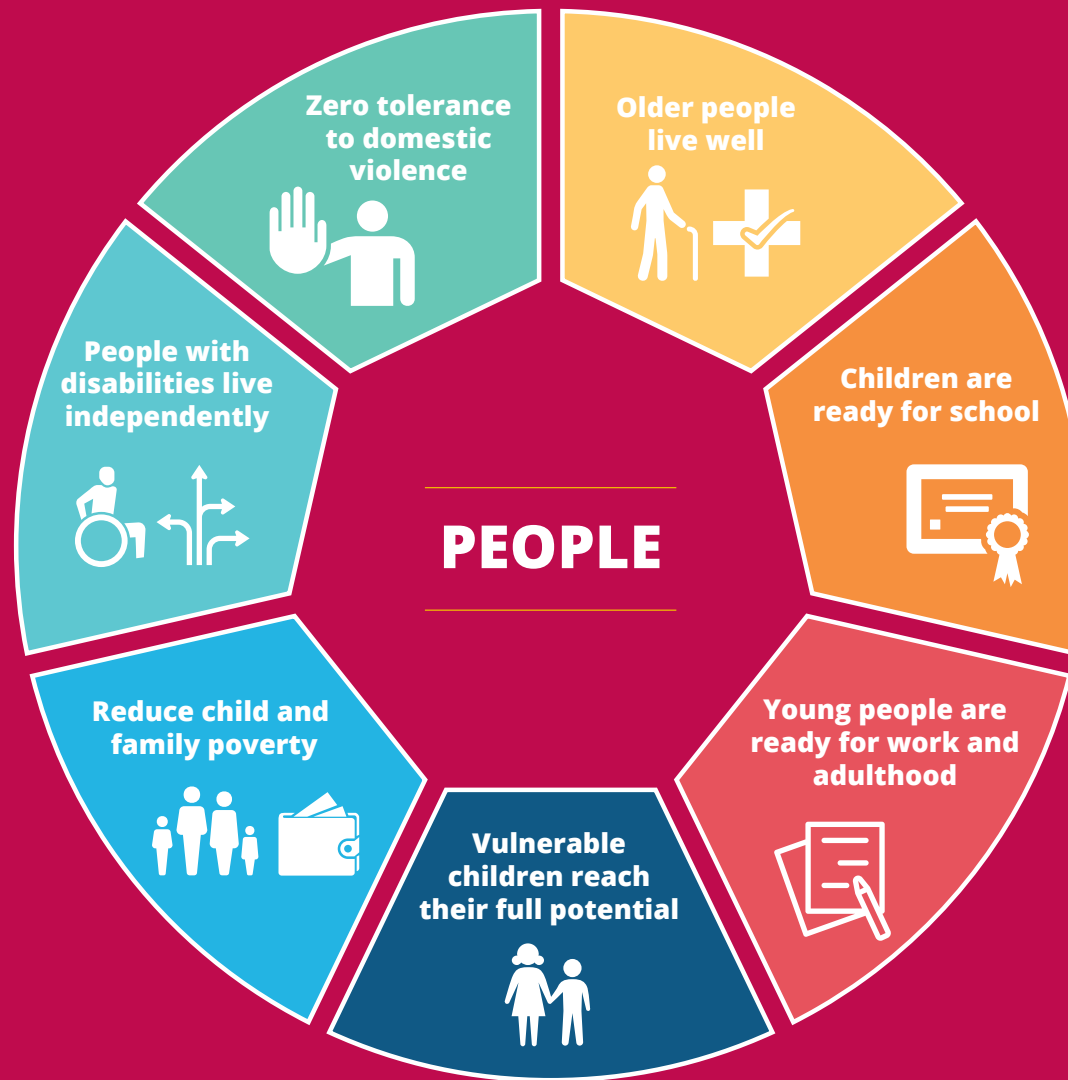 Zero tolerance
to domestic
violence
Older people
live well
People with
disabilities live
independently
Children are
ready for school
PEOPLE
Reduce child and
family poverty
Young people are
ready for work and
adulthood
Vulnerable
children reach
their full potential